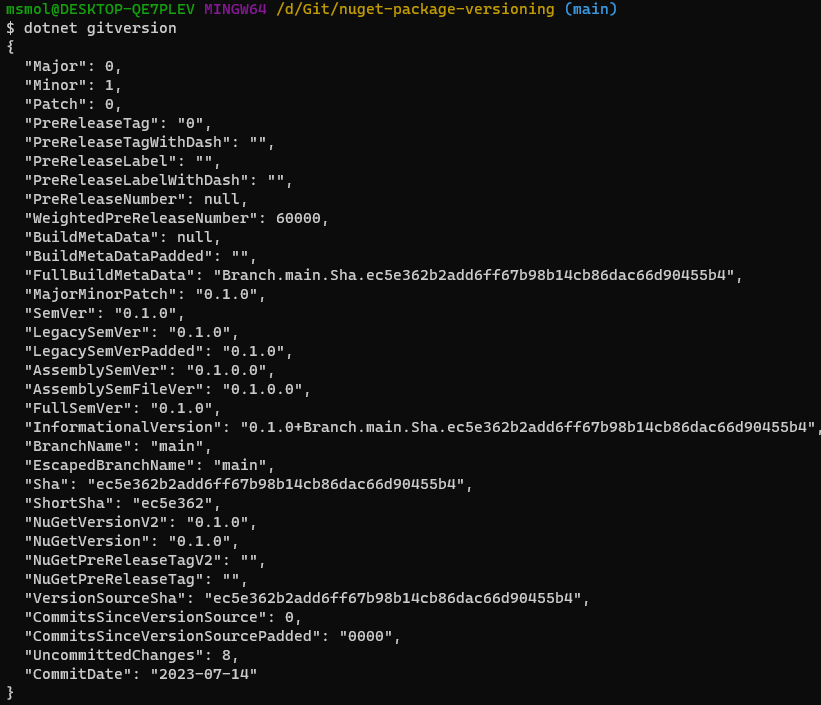 msmol@DESKTOP-QE7PLEV MINGW64 /d/Git/nuget-package-versioning (main)
$ dotnet gitversion
{
  "Major": 0,
  "Minor": 1,
  "Patch": 0,
  "PreReleaseTag": "0",
  "PreReleaseTagWithDash": "",
  "PreReleaseLabel": "",
  "PreReleaseLabelWithDash": "",
  "PreReleaseNumber": null,
  "WeightedPreReleaseNumber": 60000,
  "BuildMetaData": null,
  "BuildMetaDataPadded": "",
  "FullBuildMetaData": "Branch.main.Sha.ec5e362b2add6ff67b98b14cb86dac66d90455b4",
  "MajorMinorPatch": "0.1.0",
  "SemVer": "0.1.0",
  "LegacySemVer": "0.1.0",
  "LegacySemVerPadded": "0.1.0",
  "AssemblySemVer": "0.1.0.0",
  "AssemblySemFileVer": "0.1.0.0",
  "FullSemVer": "0.1.0",
  "InformationalVersion": "0.1.0+Branch.main.Sha.ec5e362b2add6ff67b98b14cb86dac66d90455b4",
  "BranchName": "main",
  "EscapedBranchName": "main",
  "Sha": "ec5e362b2add6ff67b98b14cb86dac66d90455b4",
  "ShortSha": "ec5e362",
  "NuGetVersionV2": "0.1.0",
  "NuGetVersion": "0.1.0",
  "NuGetPreReleaseTagV2": "",
  "NuGetPreReleaseTag": "",
  "VersionSourceSha": "ec5e362b2add6ff67b98b14cb86dac66d90455b4",
  "CommitsSinceVersionSource": 0,
  "CommitsSinceVersionSourcePadded": "0000",
  "UncommittedChanges": 8,
  "CommitDate": "2023-07-14"
}